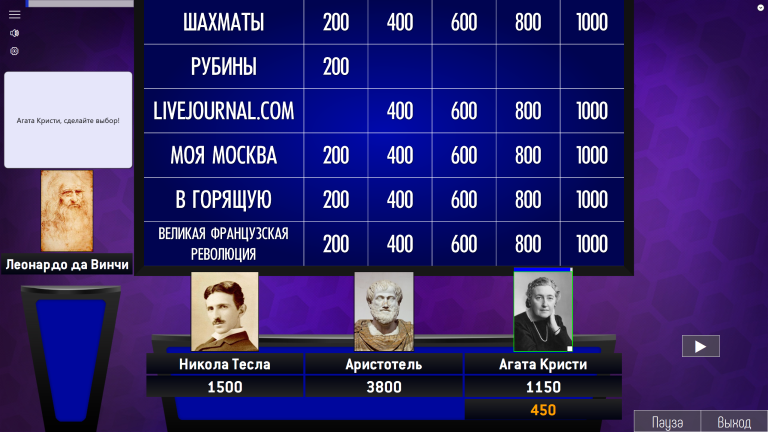 ШАХМАТЫ 200 400 600 800 1000
РУБИНЫ 200
LIVEJOURNAL.COM 400 600 800 1000
МОЯ МОСКВА 200 400 600 800 1000
В ГОРЯЩУЮ 200 400 600 800 1000
ВЕЛИКАЯ ФРАНЦУЗСКАЯ
РЕВОЛЮЦИЯ 200 400 600 800 1000
Агата Кристи, сделайте выбор!
Леонардо да Винчи
Никола Тесла Аристотель Агата Кристи
1500 3800 1150
450
Пауза Выход